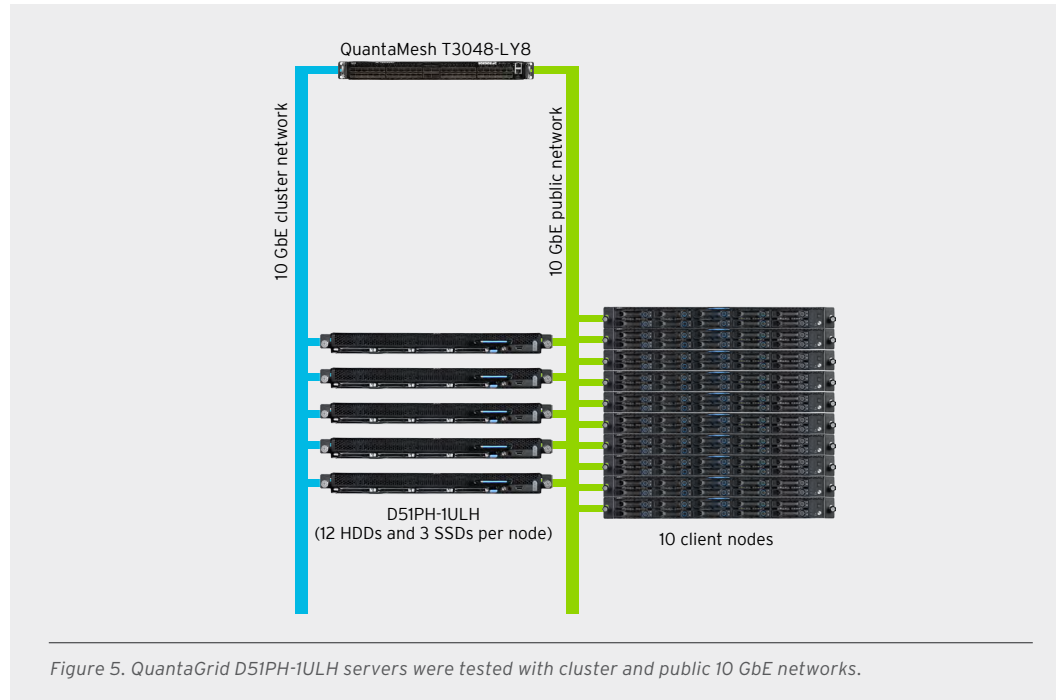 QuantaMesh T3048-LY8
10 GbE cluster network
10 GbE public network
D51PH-1ULH
(12 HDDs and 3 SSDs per node)
10 client nodes
Figure 5. QuantaGrid D51PH-1ULH servers were tested with cluster and public 10 GbE networks.